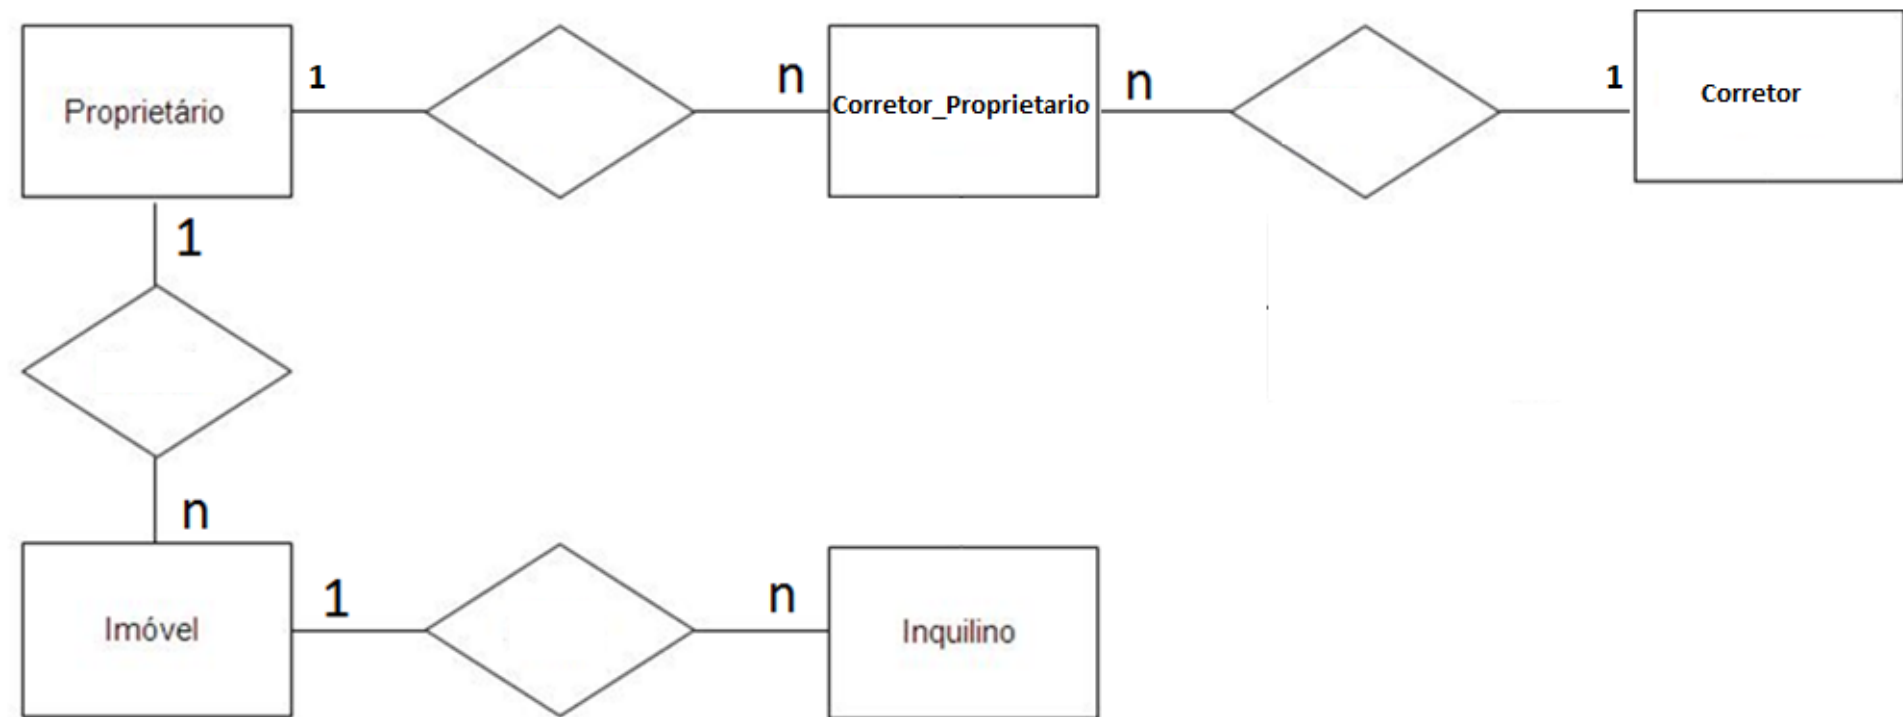 Proprietário
1
n
Corretor_Proprietario
n
1
Corretor
1
n
Imóvel
1
n
Inquilino